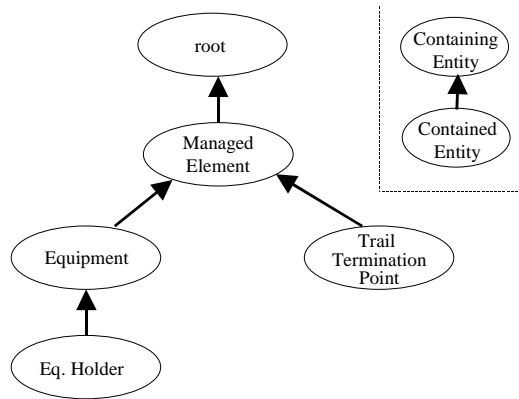 root
Containing
Entity
Contained
Entity
Managed
Element
Equipment
Trail
Termination
Point
Eq. Holder